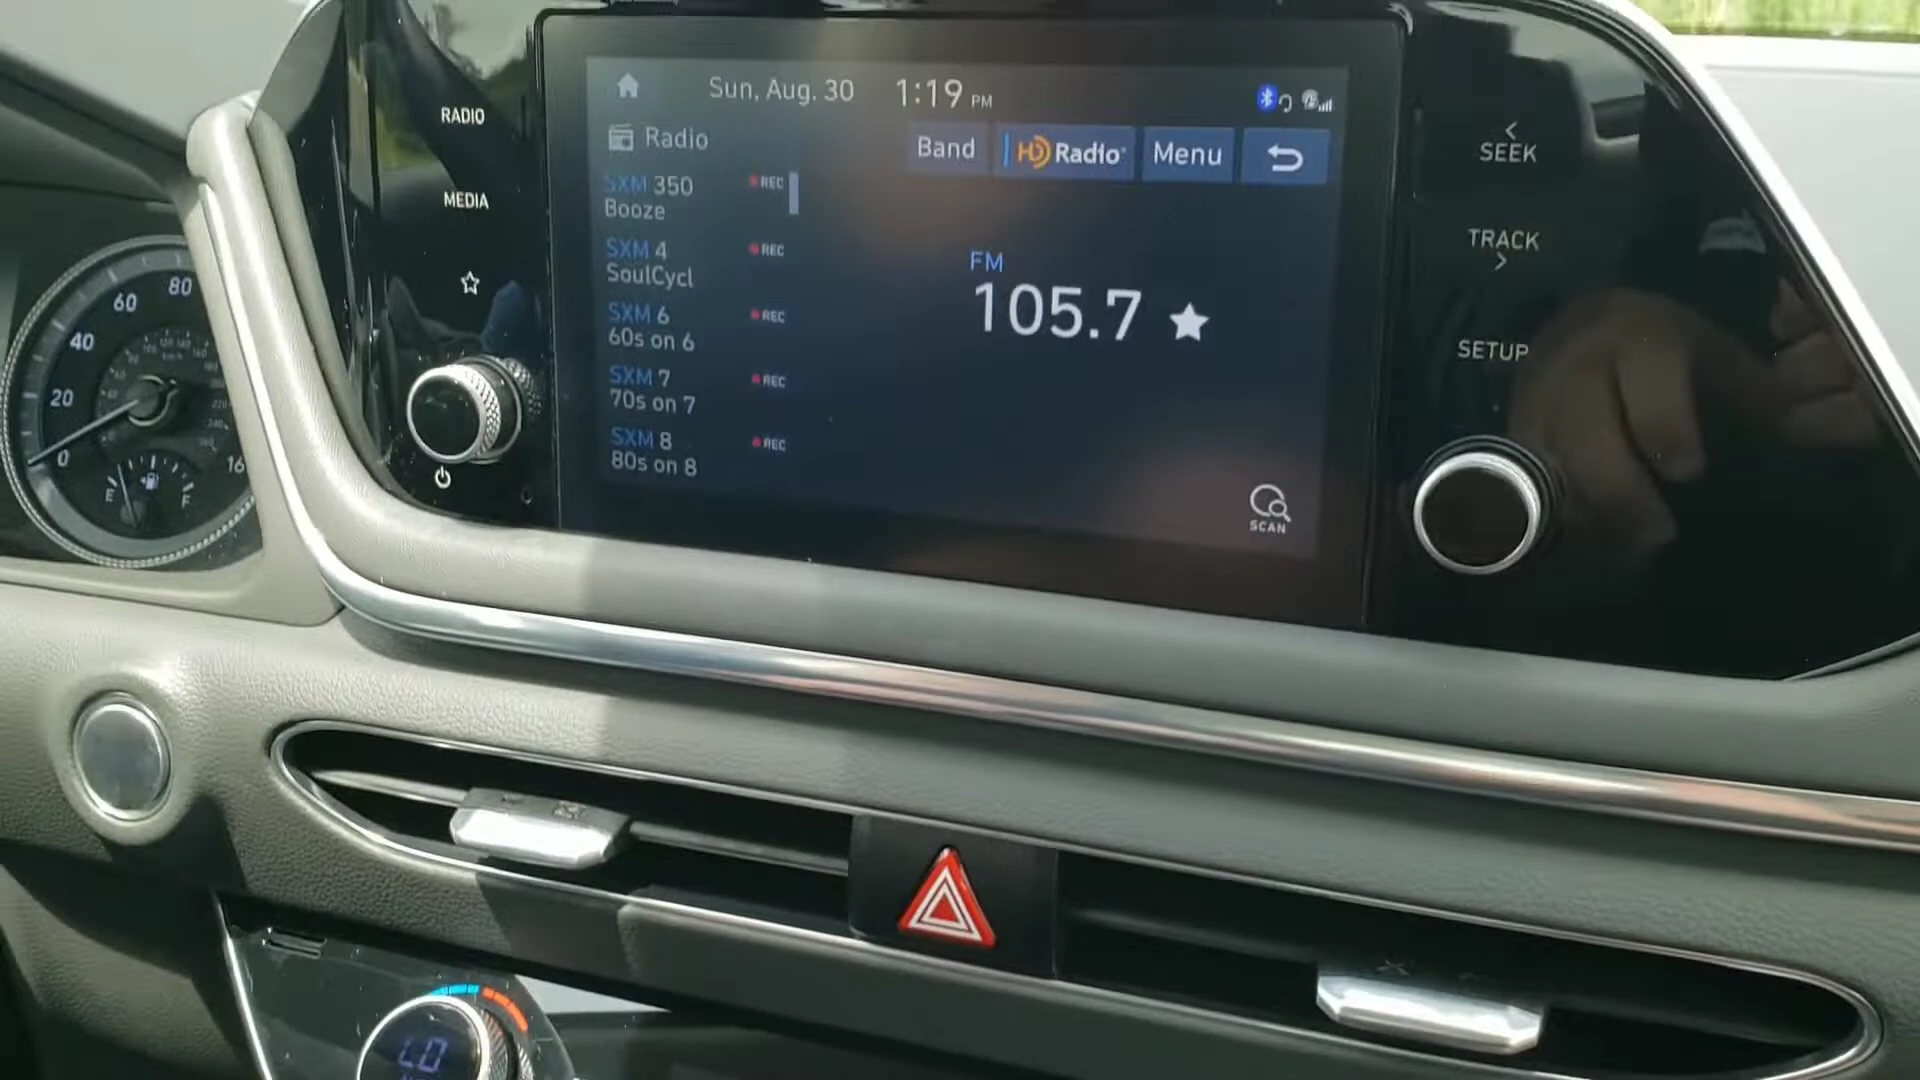 RADIO
MEDIA
Sun, Aug. 30 1:19 PM
Radio
Band HD Radio Menu
SXM 350 REC
Booze
SXM 4 REC
SoulCycl
SXM 6 REC
60s on 6
SXM 7 REC
70s on 7
SXM 8 REC
80s on 8
FM
105.7
SCAN
< SEEK
TRACK >
SETUP
0
20
40
60
80
16
E F
LO